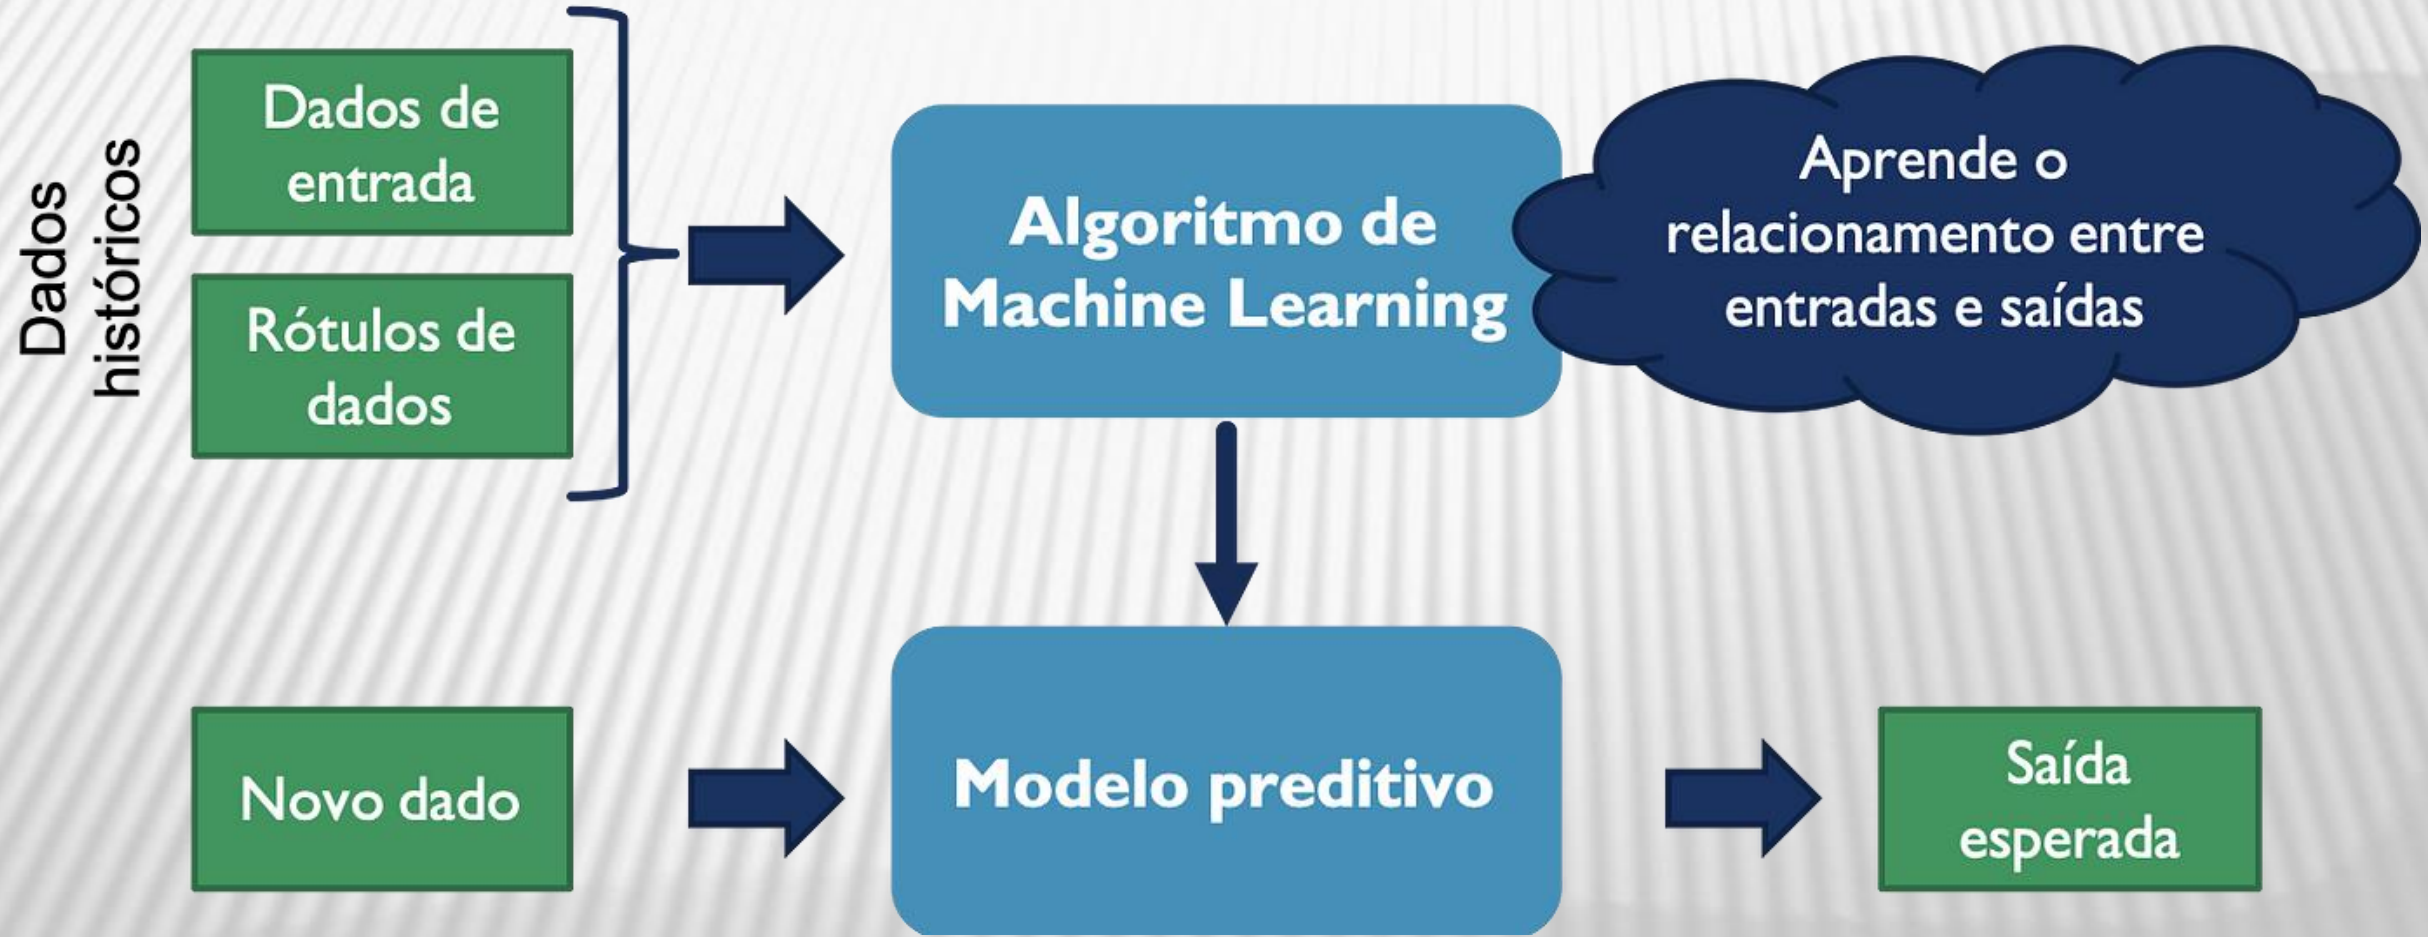 Dados
históricos
Dados de
entrada
Rótulos de
dados
Algoritmo de
Machine Learning
Aprende o
relacionamento entre
entradas e saídas
Novo dado
Modelo preditivo
Saída
esperada